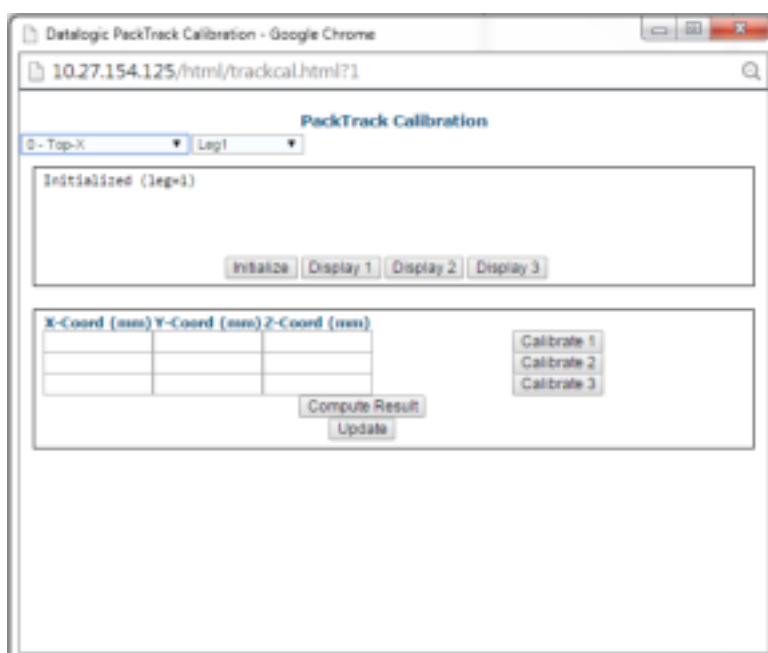 Datalogic PackTrack Calibration - Google Chrome
10.27.154.125/html/trackcal.html?1
PackTrack Calibration
0 - Top-X Leg1
Initialized (leg=1)
Initialize Display 1 Display 2 Display 3
X-Coord (mm) Y-Coord (mm) Z-Coord (mm)
Calibrate 1
Calibrate 2
Calibrate 3
Compute Result
Update